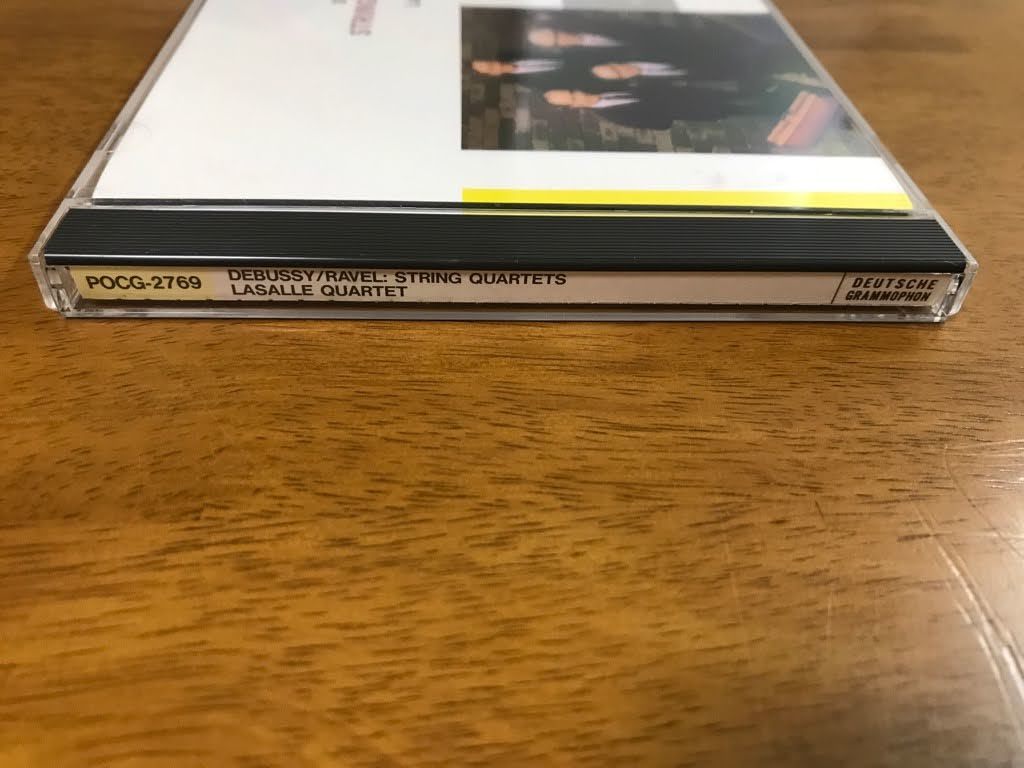 POCG-2769
DEBUSSY/RAVEL: STRING QUARTETS
LASALLE QUARTET
DEUTSCHE
GRAMMOPHON